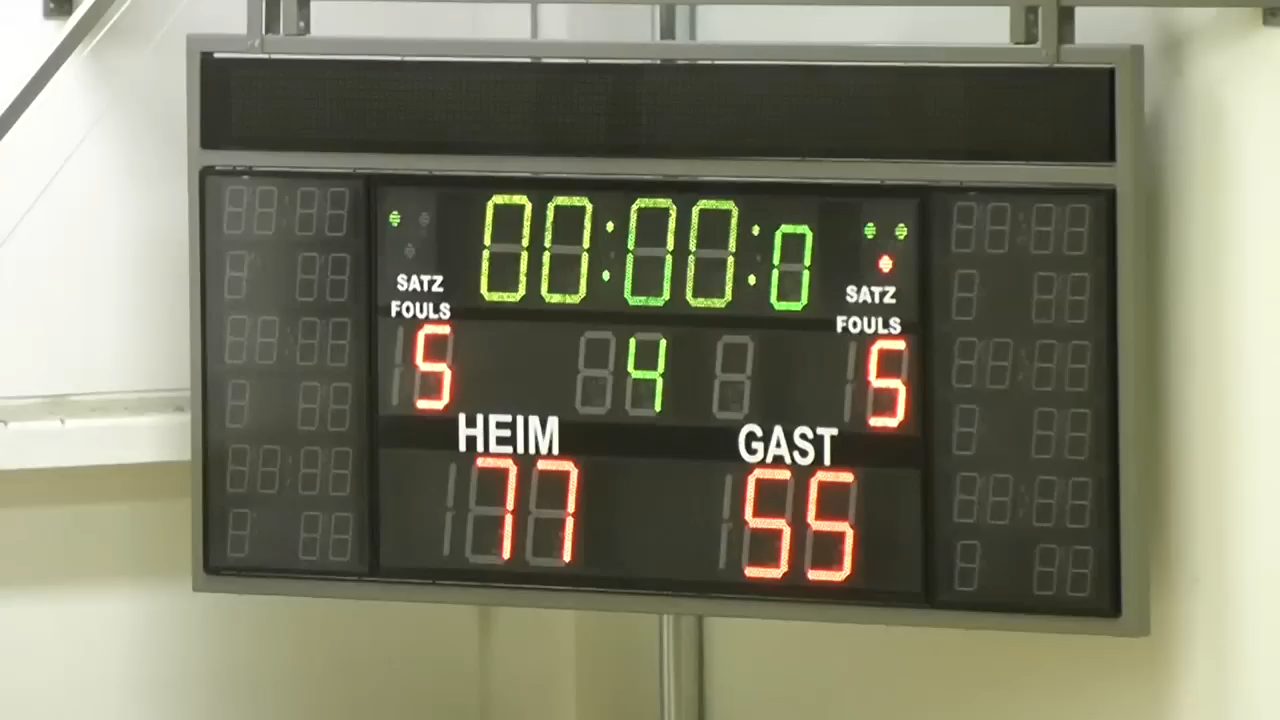 00:00:0
SATZ SATZ
FOULS FOULS
5 4 5
HEIM GAST
77 55